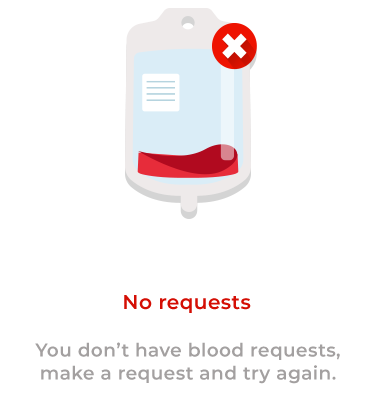 No requests
You don’t have blood requests,
make a request and try again.